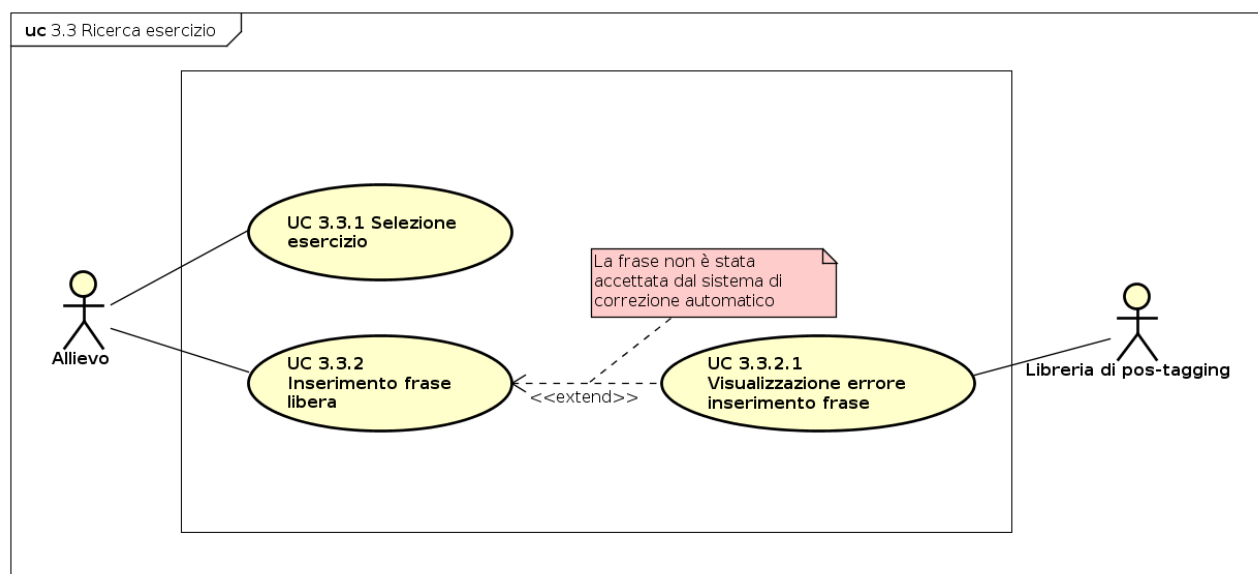 uc 3.3 Ricerca esercizio
UC 3.3.1 Selezione
esercizio
La frase non è stata
accettata dal sistema di
correzione automatico
Allievo
UC 3.3.2
Inserimento frase
libera
<<extend>>
UC 3.3.2.1
Visualizzazione errore
inserimento frase
Libreria di pos-tagging